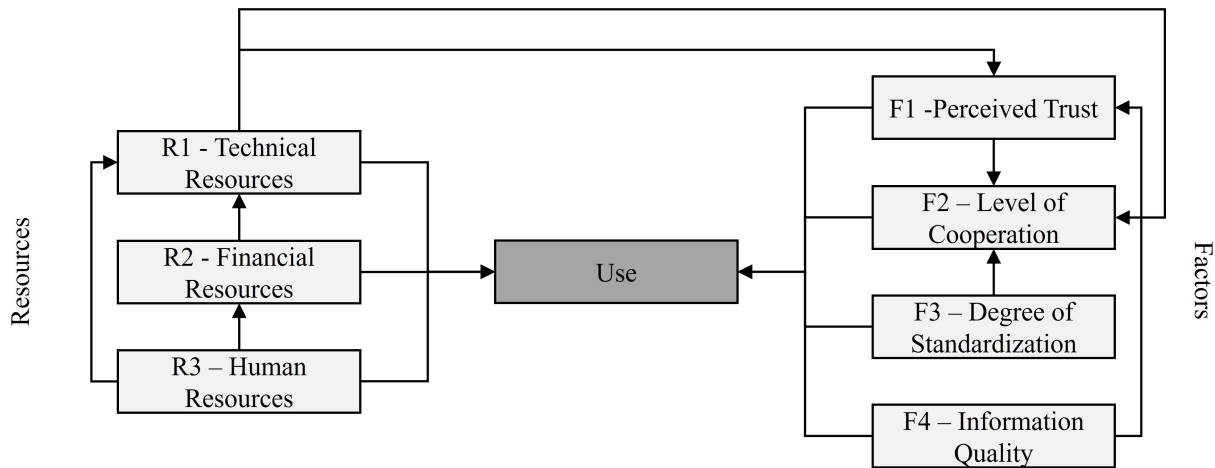 Resources
R1 - Technical
Resources
R2 - Financial
Resources
R3 – Human
Resources
Use
F1 -Perceived Trust
F2 – Level of
Cooperation
F3 – Degree of
Standardization
F4 – Information
Quality
Factors